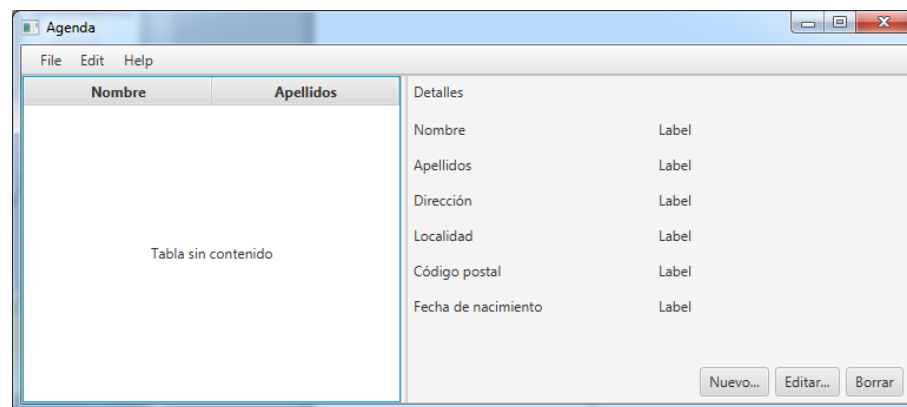 Agenda
File Edit Help
Nombre Apellidos
Tabla sin contenido
Detalles
Nombre Label
Apellidos Label
Dirección Label
Localidad Label
Código postal Label
Fecha de nacimiento Label
Nuevo... Editar... Borrar